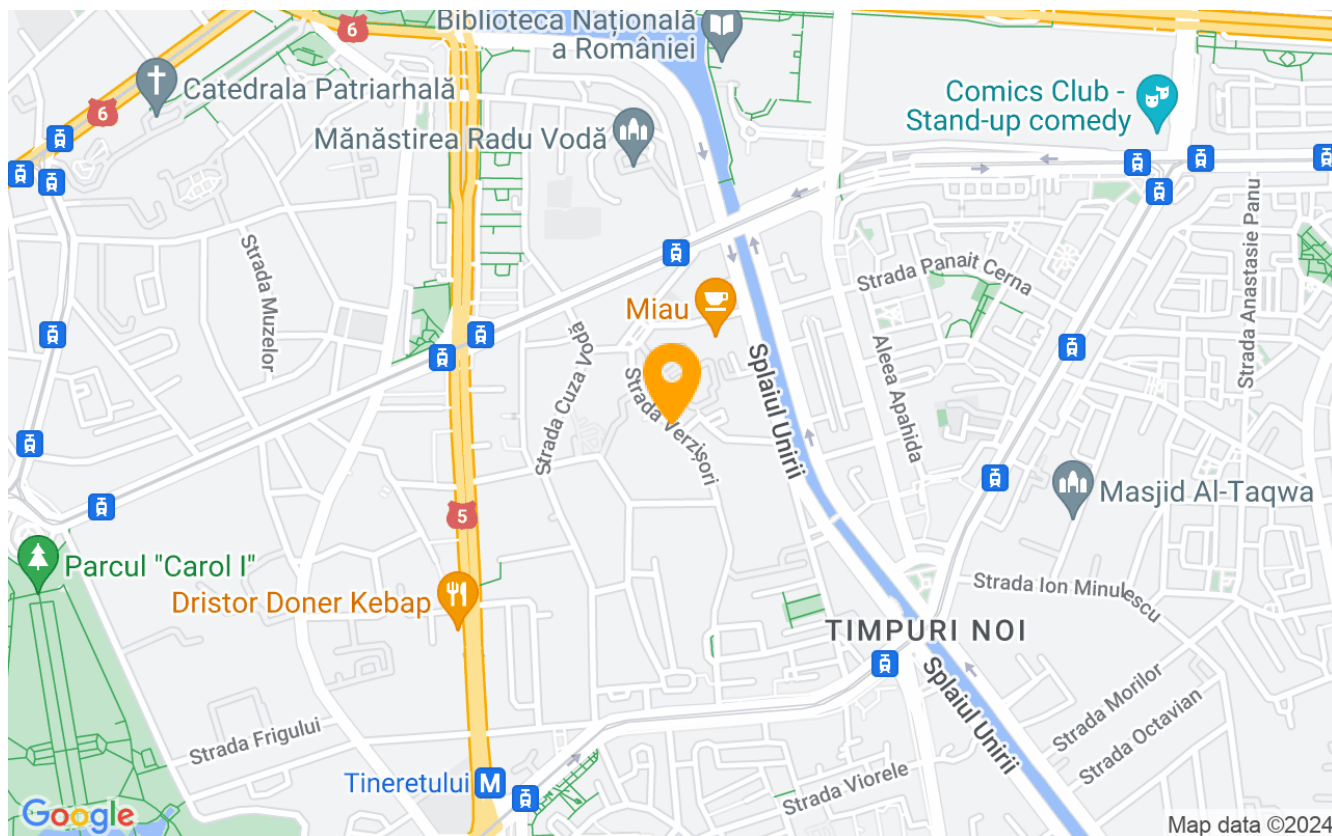 Biblioteca Națională
a României
6
Catedrala Patriarhală
6
Comics Club -
Stand-up comedy
Mănăstirea Radu Vodă
Strada Muzelor
Strada Panait Cerna
Strada Anastasie Panu
Miau
Strada Cuza Vodă
Strada Verzișori
Splaiul Unirii
Aleea Apahida
Masjid Al-Taqwa
5
Parcul "Carol I"
Dristor Doner Kebap
Strada Ion Minulescu
TIMPURI NOI
Splaiul Unirii
Strada Morilor
Strada Octavian
Strada Frigului
Tineretului M
Strada Viorele
Google
Map data ©2024